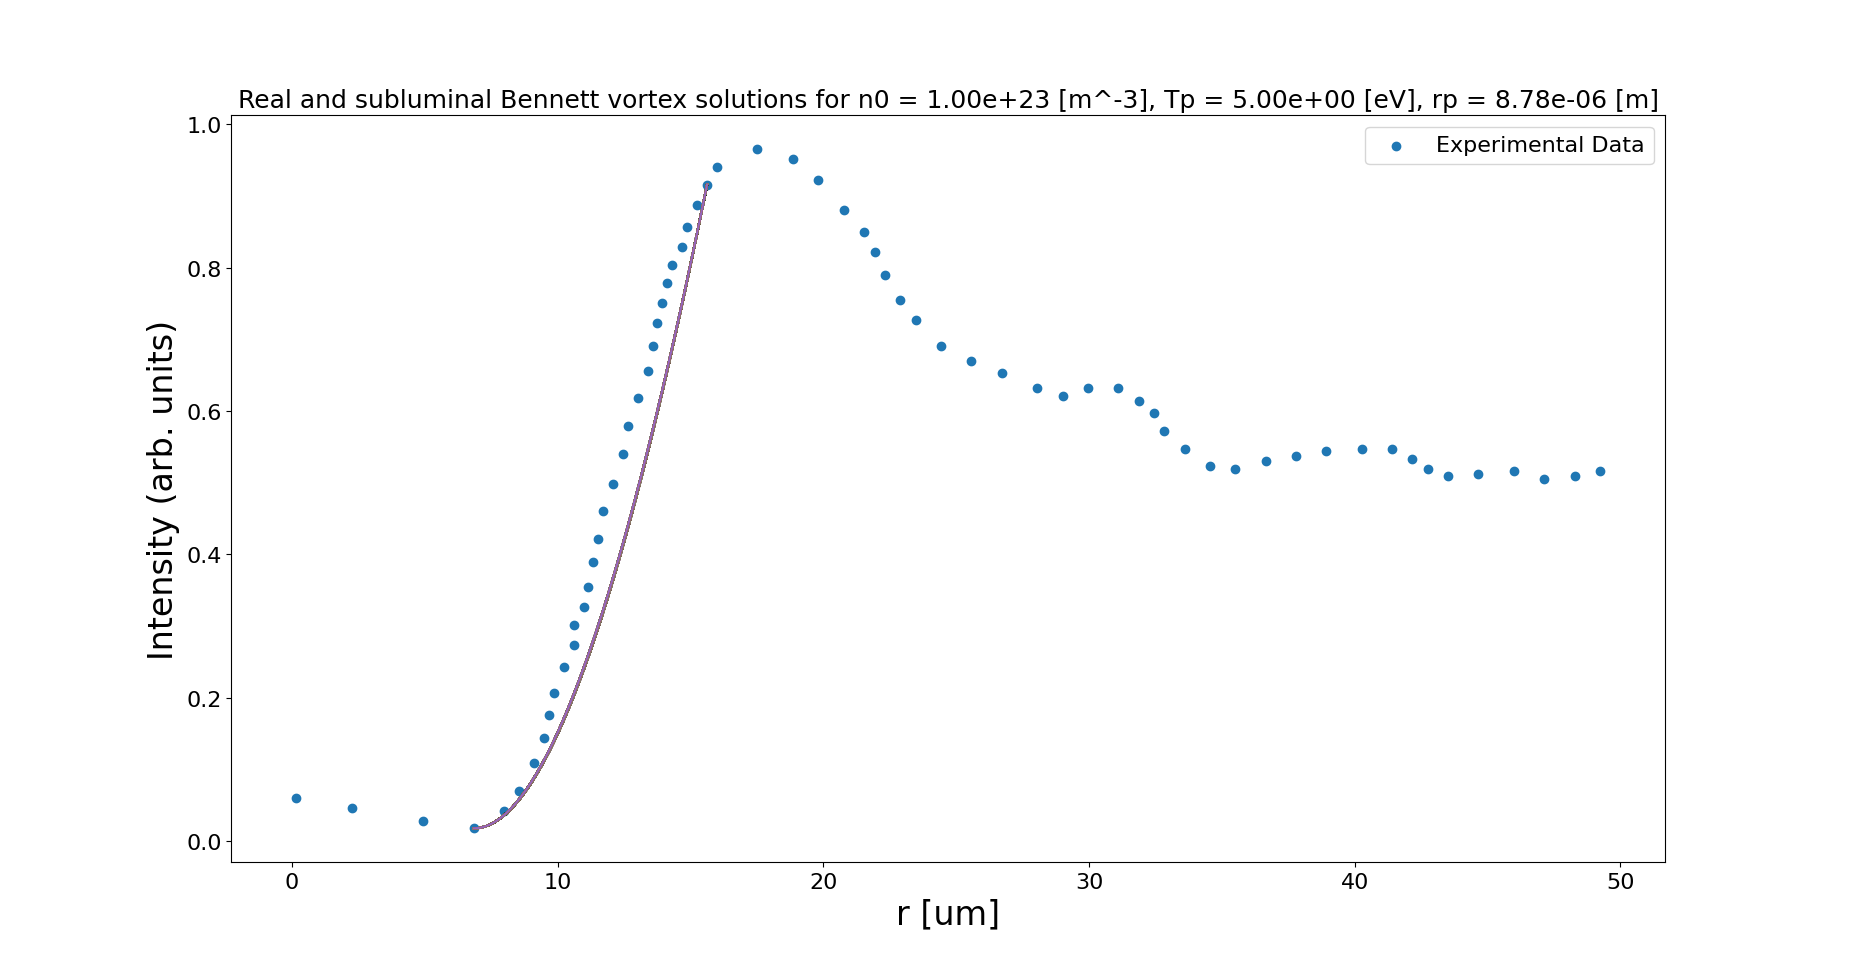 Real and subluminal Bennett vortex solutions for n0 = 1.00e+23 [m^-3], Tp = 5.00e+00 [eV], rp = 8.78e-06 [m]
Experimental Data
Intensity (arb. units)
1.0
0.8
0.6
0.4
0.2
0.0
0 10 20 30 40 50
r [um]